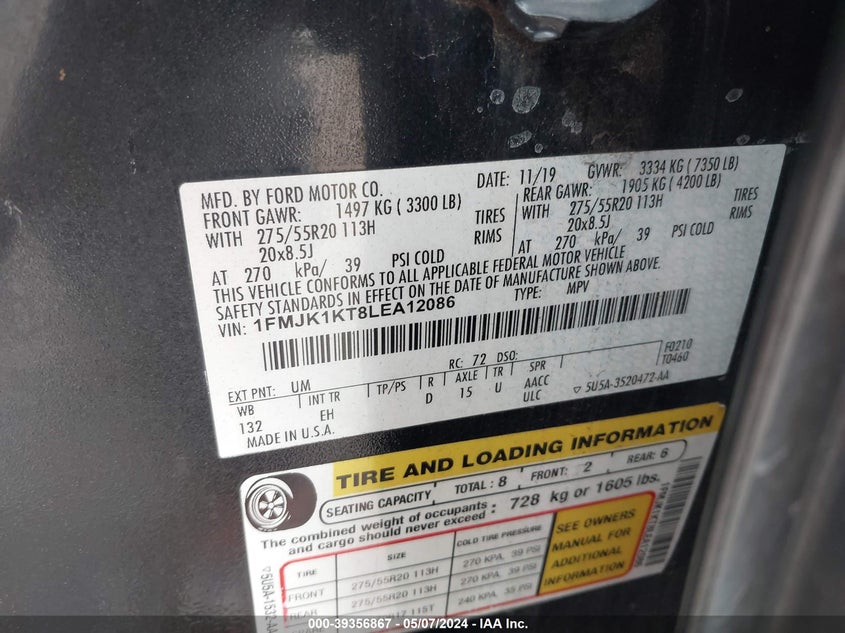 MFD. BY FORD MOTOR CO.
DATE: 11/19 GVWR: 3334 KG ( 7350 LB)
FRONT GAWR: 1497 KG ( 3300 LB)
REAR GAWR: 1905 KG ( 4200 LB)
WITH 275/55R20 113H TIRES
WITH 275/55R20 113H TIRES
20x8.5J RIMS
20x8.5J RIMS
AT 270 kPa/ 39 PSI COLD
AT 270 kPa/ 39 PSI COLD
THIS VEHICLE CONFORMS TO ALL APPLICABLE FEDERAL MOTOR VEHICLE
SAFETY STANDARDS IN EFFECT ON THE DATE OF MANUFACTURE SHOWN ABOVE.
VIN: 1FMJK1KT8LEA12086 TYPE: MPV
F0210
T0460
EXT PNT: UM RC: 72 DSO:
WB INT TR TP/PS R AXLE TR SPR
132 EH D 15 U AACC
ULC
MADE IN U.S.A.
5U5A-3520472-AA
TIRE AND LOADING INFORMATION
SEATING CAPACITY TOTAL : 8 FRONT: 2 REAR: 6
The combined weight of occupants and cargo should never exceed : 728 kg or 1605 lbs.
TIRE SIZE COLD TIRE PRESSURE
FRONT 275/55R20 113H 270 KPA, 39 PSI
REAR 275/55R20 113H 270 KPA, 39 PSI
115T 240 KPA, 35 PSI
SEE OWNERS
MANUAL FOR
ADDITIONAL
INFORMATION
©2024 - #000-39356867 - 05/07/2024 - IAA, Inc.